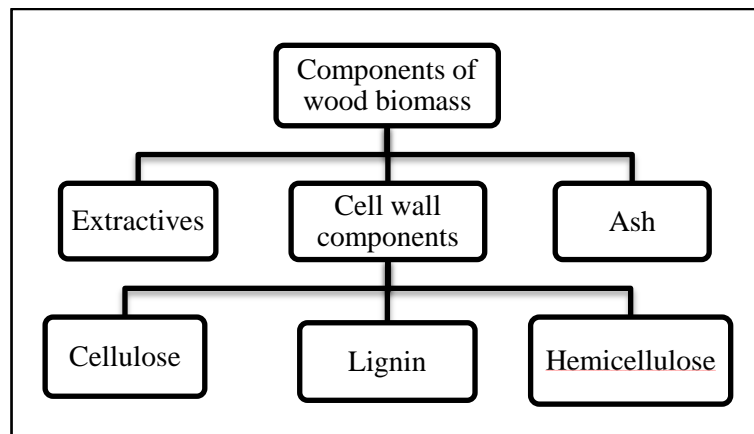 Components of
wood biomass
Extractives
Cell wall
components
Ash
Cellulose
Lignin
Hemicellulose